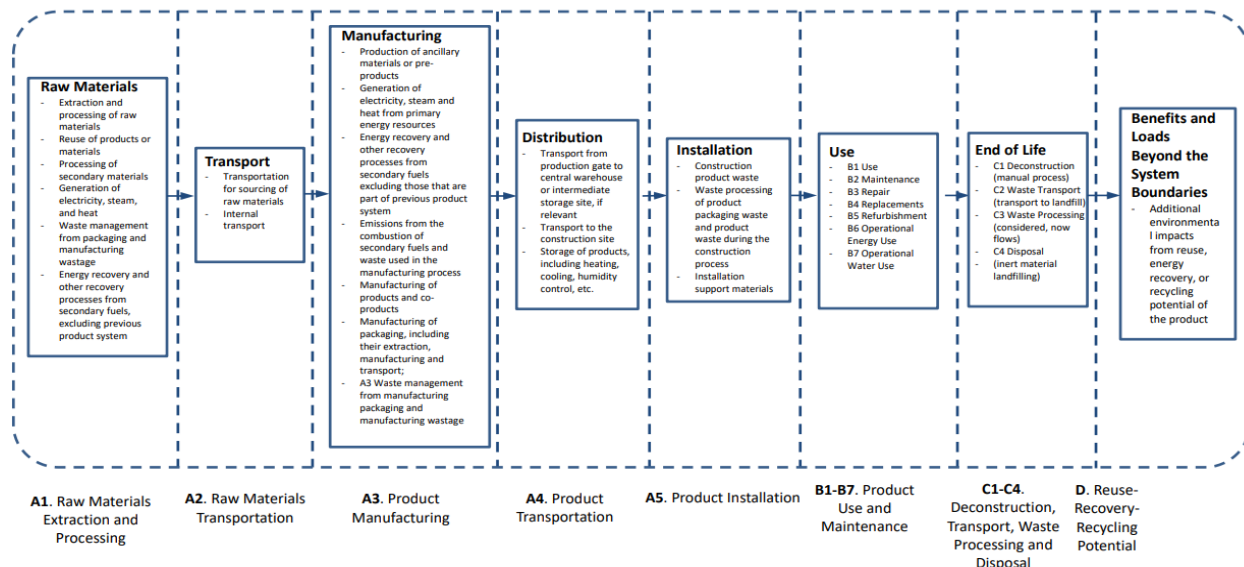 Raw Materials
- Extraction and
processing of raw
materials
- Reuse of products or
materials
- Processing of
secondary materials
- Generation of
electricity, steam,
and heat
- Waste management
from packaging and
manufacturing
wastage
- Energy recovery and
other recovery
processes from
secondary fuels,
excluding previous
product system
Transport
- Transportation
for sourcing of
raw materials
- Internal
transport
Manufacturing
- Production of ancillary
materials or pre-
products
- Generation of
electricity, steam and
heat from primary
energy resources
- Energy recovery and
other recovery
processes from
secondary fuels
excluding those that are
part of previous product
system
- Emissions from the
combustion of
secondary fuels and
waste used in the
manufacturing process
- Manufacturing of
products and co-
products
- Manufacturing of
packaging, including
their extraction,
manufacturing and
transport;
- A3 Waste management
from manufacturing
packaging and
manufacturing wastage
Distribution
- Transport from
production gate to
central warehouse
or intermediate
storage site, if
relevant
- Transport to the
construction site
- Storage of products,
including heating,
cooling, humidity
control, etc.
Installation
- Construction
product waste
- Waste processing
of product
packaging waste
and product
waste during the
construction
process
- Installation
support materials
Use
- B1 Use
- B2 Maintenance
- B3 Repair
- B4 Replacements
- B5 Refurbishment
- B6 Operational
Energy Use
- B7 Operational
Water Use
End of Life
- C1 Deconstruction
(manual process)
- C2 Waste Transport
(transport to landfill)
- C3 Waste Processing
(considered, now
flows)
- C4 Disposal
(inert material
landfilling)
Benefits and
Loads
Beyond the
System
Boundaries
- Additional
environmenta
l impacts
from reuse,
energy
recovery, or
recycling
potential of
the product
A1. Raw Materials
Extraction and
Processing
A2. Raw Materials
Transportation
A3. Product
Manufacturing
A4. Product
Transportation
A5. Product Installation
B1-B7. Product
Use and
Maintenance
C1-C4.
Deconstruction,
Transport, Waste
Processing and
Disposal
D. Reuse-
Recovery-
Recycling
Potential